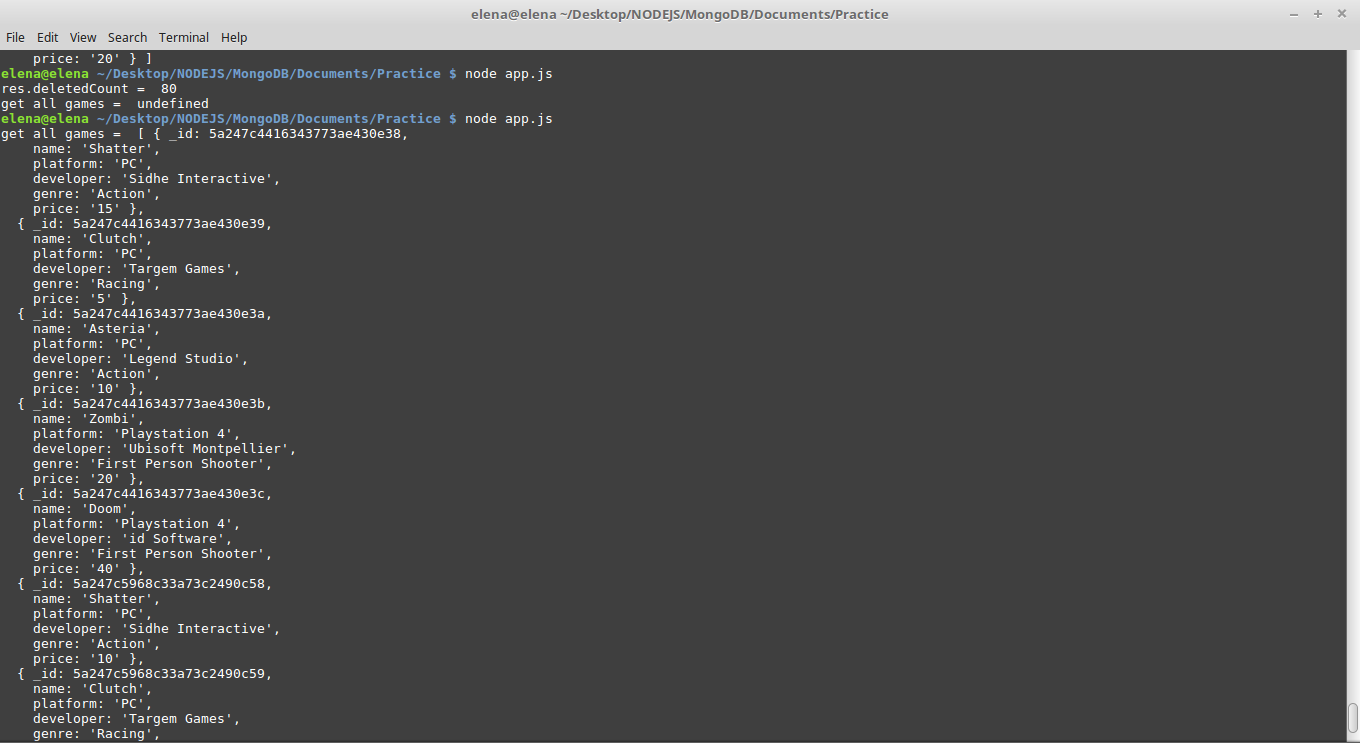 elena@elena ~/Desktop/NODEJS/MongoDB/Documents/Practice
File Edit View Search Terminal Help
    price: '20' } ]
elena@elena ~/Desktop/NODEJS/MongoDB/Documents/Practice $ node app.js
res.deletedCount =  80
get all games =  undefined
elena@elena ~/Desktop/NODEJS/MongoDB/Documents/Practice $ node app.js
get all games =  [ { _id: 5a247c4416343773ae430e38,
    name: 'Shatter',
    platform: 'PC',
    developer: 'Sidhe Interactive',
    genre: 'Action',
    price: '15' },
  { _id: 5a247c4416343773ae430e39,
    name: 'Clutch',
    platform: 'PC',
    developer: 'Targem Games',
    genre: 'Racing',
    price: '5' },
  { _id: 5a247c4416343773ae430e3a,
    name: 'Asteria',
    platform: 'PC',
    developer: 'Legend Studio',
    genre: 'Action',
    price: '10' },
  { _id: 5a247c4416343773ae430e3b,
    name: 'Zombi',
    platform: 'Playstation 4',
    developer: 'Ubisoft Montpellier',
    genre: 'First Person Shooter',
    price: '20' },
  { _id: 5a247c4416343773ae430e3c,
    name: 'Doom',
    platform: 'Playstation 4',
    developer: 'id Software',
    genre: 'First Person Shooter',
    price: '40' },
  { _id: 5a247c5968c33a73c2490c58,
    name: 'Shatter',
    platform: 'PC',
    developer: 'Sidhe Interactive',
    genre: 'Action',
    price: '10' },
  { _id: 5a247c5968c33a73c2490c59,
    name: 'Clutch',
    platform: 'PC',
    developer: 'Targem Games',
    genre: 'Racing',